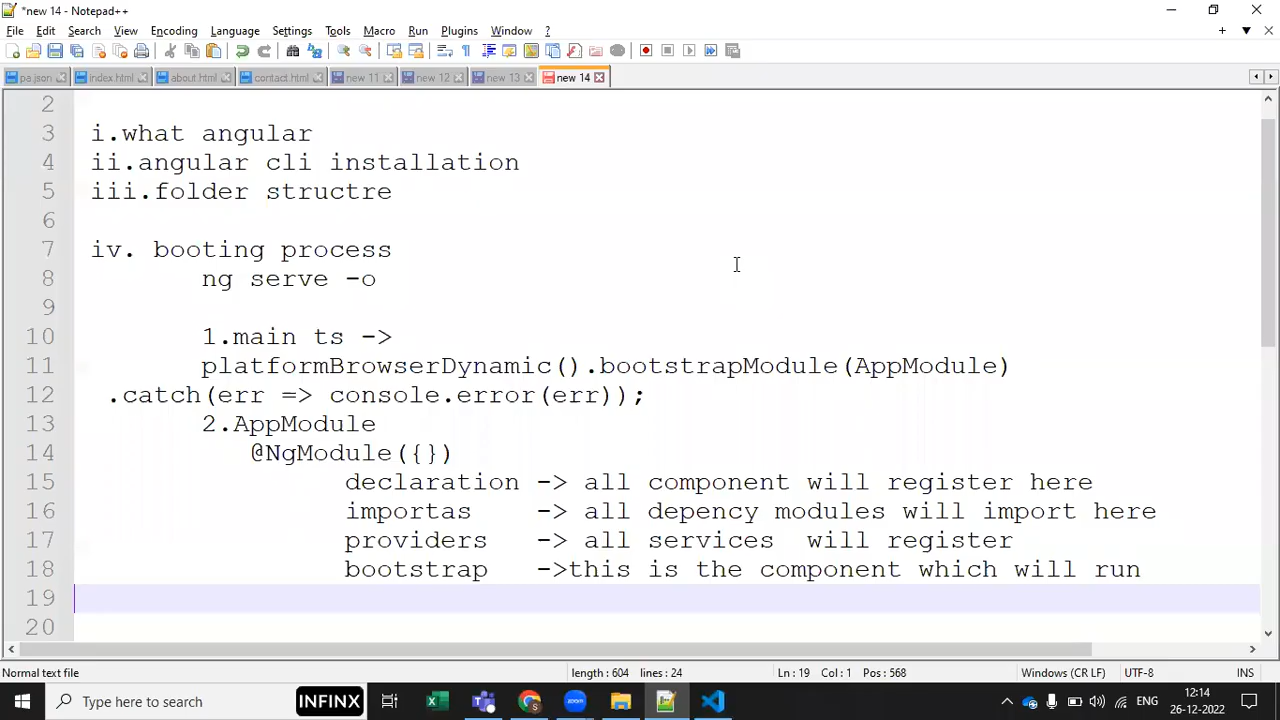 *new 14 - Notepad++
File Edit Search View Encoding Language Settings Tools Macro Run Plugins Window ?
pa.json index.html about.html contact.html new 11 new 12 new 13 new 14
2
3 i.what angular
4 ii.angular cli installation
5 iii.folder structre
6
7 iv. booting process
8 ng serve -o
9
10 1.main ts ->
11 platformBrowserDynamic().bootstrapModule(AppModule)
12 .catch(err => console.error(err));
13 2.AppModule
14 @NgModule({})
15 declaration -> all component will register here
16 importas -> all depency modules will import here
17 providers -> all services will register
18 bootstrap ->this is the component which will run
19
20
Normal text file length : 604 lines : 24 Ln : 19 Col : 1 Pos : 568 Windows (CR LF) UTF-8 INS
Type here to search INFINX zoom ENG 12:14
26-12-2022